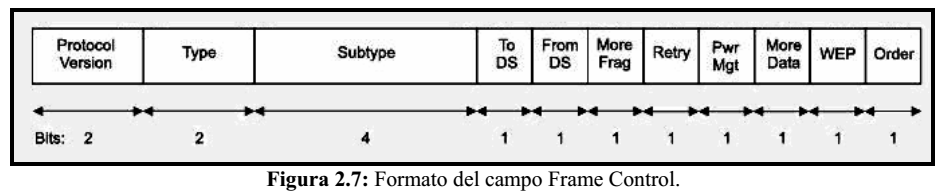 Protocol Version Type Subtype To DS From DS More Frag Retry Pwr Mgt More Data WEP Order
Bits: 2 2 4 1 1 1 1 1 1 1 1
Figura 2.7: Formato del campo Frame Control.